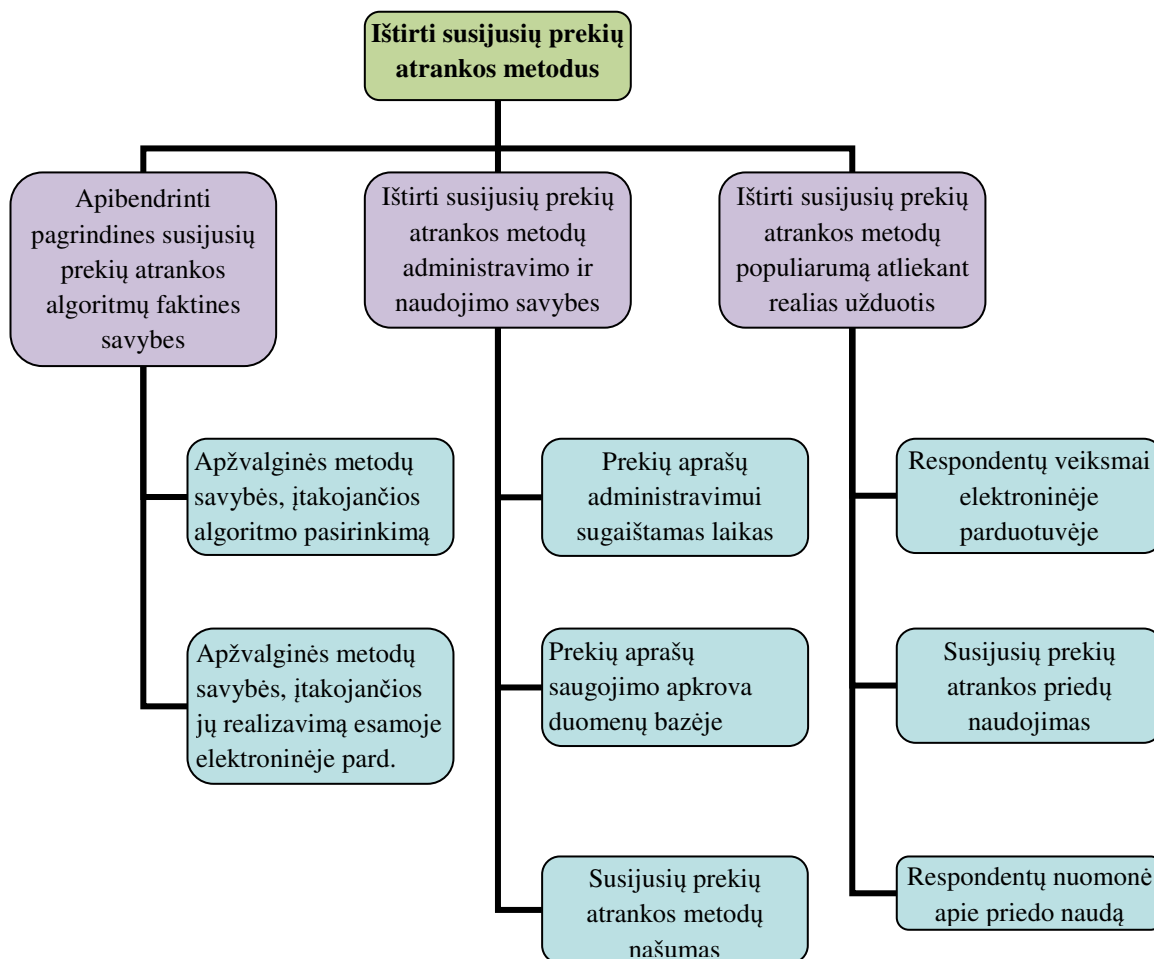 Ištirti susijusių prekių
atrankos metodus
Apibendrinti
pagrindines susijusių
prekių atrankos
algoritmų faktines
savybes
Ištirti susijusių prekių
atrankos metodų
administravimo ir
naudojimo savybes
Ištirti susijusių prekių
atrankos metodų
populiarumą atliekant
realias užduotis
Apžvalginės metodų
savybės, įtakojančios
algoritmo pasirinkimą
Apžvalginės metodų
savybės, įtakojančios
jų realizavimą esamoje
elektroninėje pard.
Prekių aprašų
administravimui
sugaištamas laikas
Prekių aprašų
saugojimo apkrova
duomenų bazėje
Susijusių prekių
atrankos metodų
našumas
Respondentų veiksmai
elektroninėje
parduotuvėje
Susijusių prekių
atrankos priedų
naudojimas
Respondentų nuomonė
apie priedo naudą